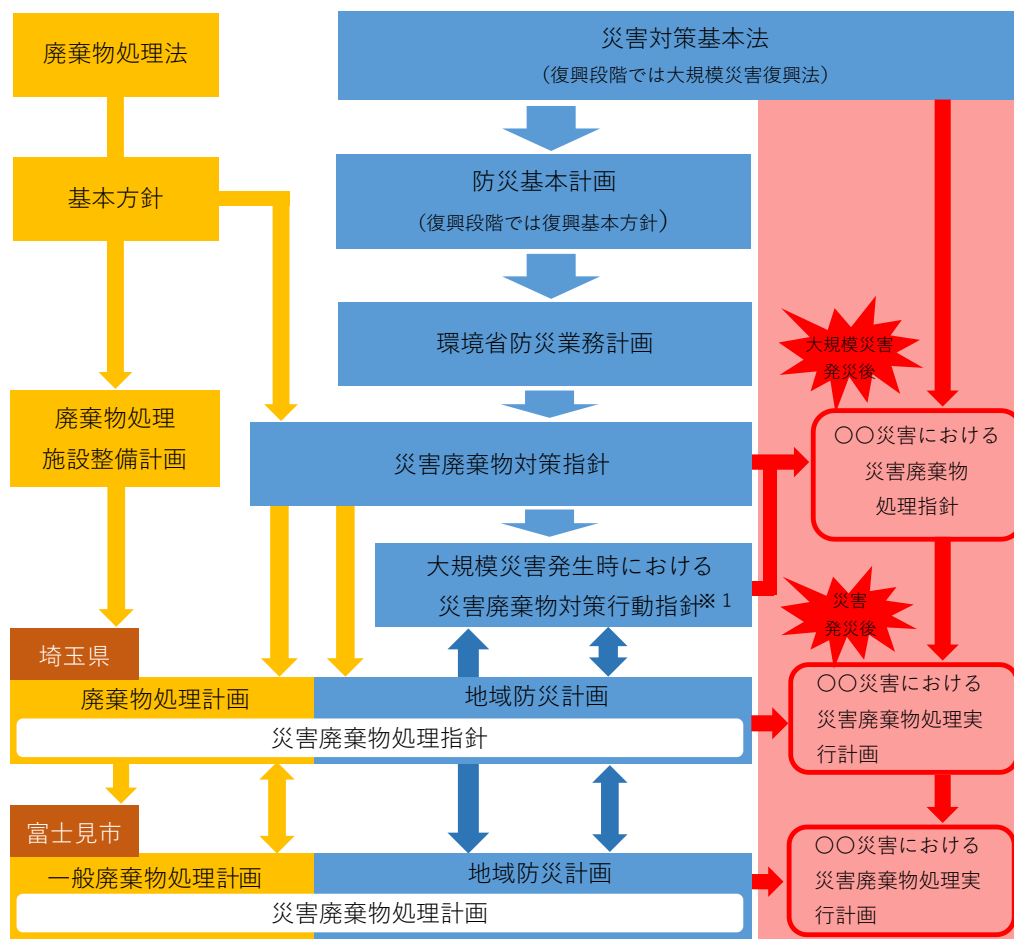 廃棄物処理法
災害対策基本法
(復興段階では大規模災害復興法)
基本方針
防災基本計画
(復興段階では復興基本方針)
環境省防災業務計画
大規模災害
発災後
廃棄物処理
施設整備計画
災害廃棄物対策指針
〇〇災害における
災害廃棄物
処理指針
大規模災害発生時における
災害廃棄物対策行動指針※1
災害
発災後
埼玉県
廃棄物処理計画
地域防災計画
災害廃棄物処理指針
〇〇災害における
災害廃棄物処理実
行計画
富士見市
一般廃棄物処理計画
地域防災計画
災害廃棄物処理計画
〇〇災害における
災害廃棄物処理実
行計画